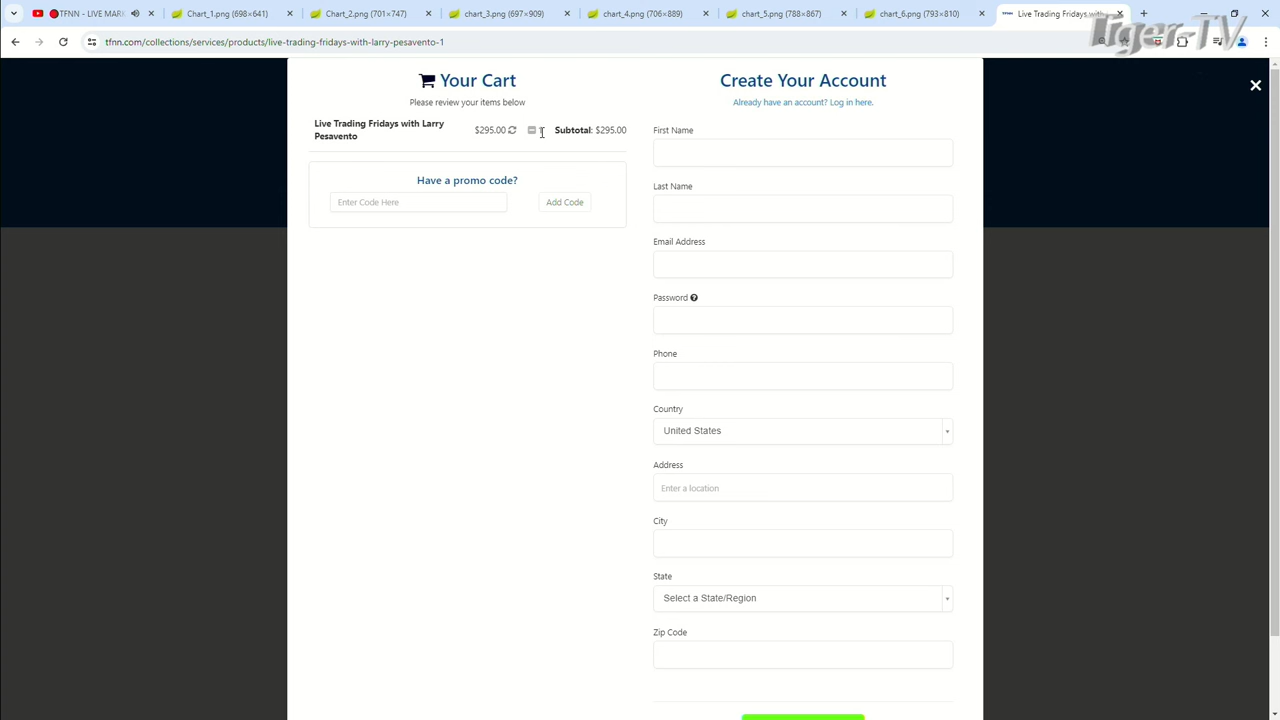 TFNN - LIVE MARK
Chart_1.png (698×641)
Chart_2.png (712×747)
chart_3.png (697×909)
chart_4.png (706×889)
chart_5.png (788×867)
chart_6.png (793×810)
Live Trading Fridays with
Tiger-TV
tfnn.com/collections/services/products/live-trading-fridays-with-larry-pesavento-1
Your Cart
Please review your items below
Live Trading Fridays with Larry
Pesavento
$295.00
Subtotal: $295.00
Have a promo code?
Enter Code Here
Add Code
Create Your Account
Already have an account? Log in here.
First Name
Last Name
Email Address
Password
Phone
Country
United States
Address
Enter a location
City
State
Select a State/Region
Zip Code